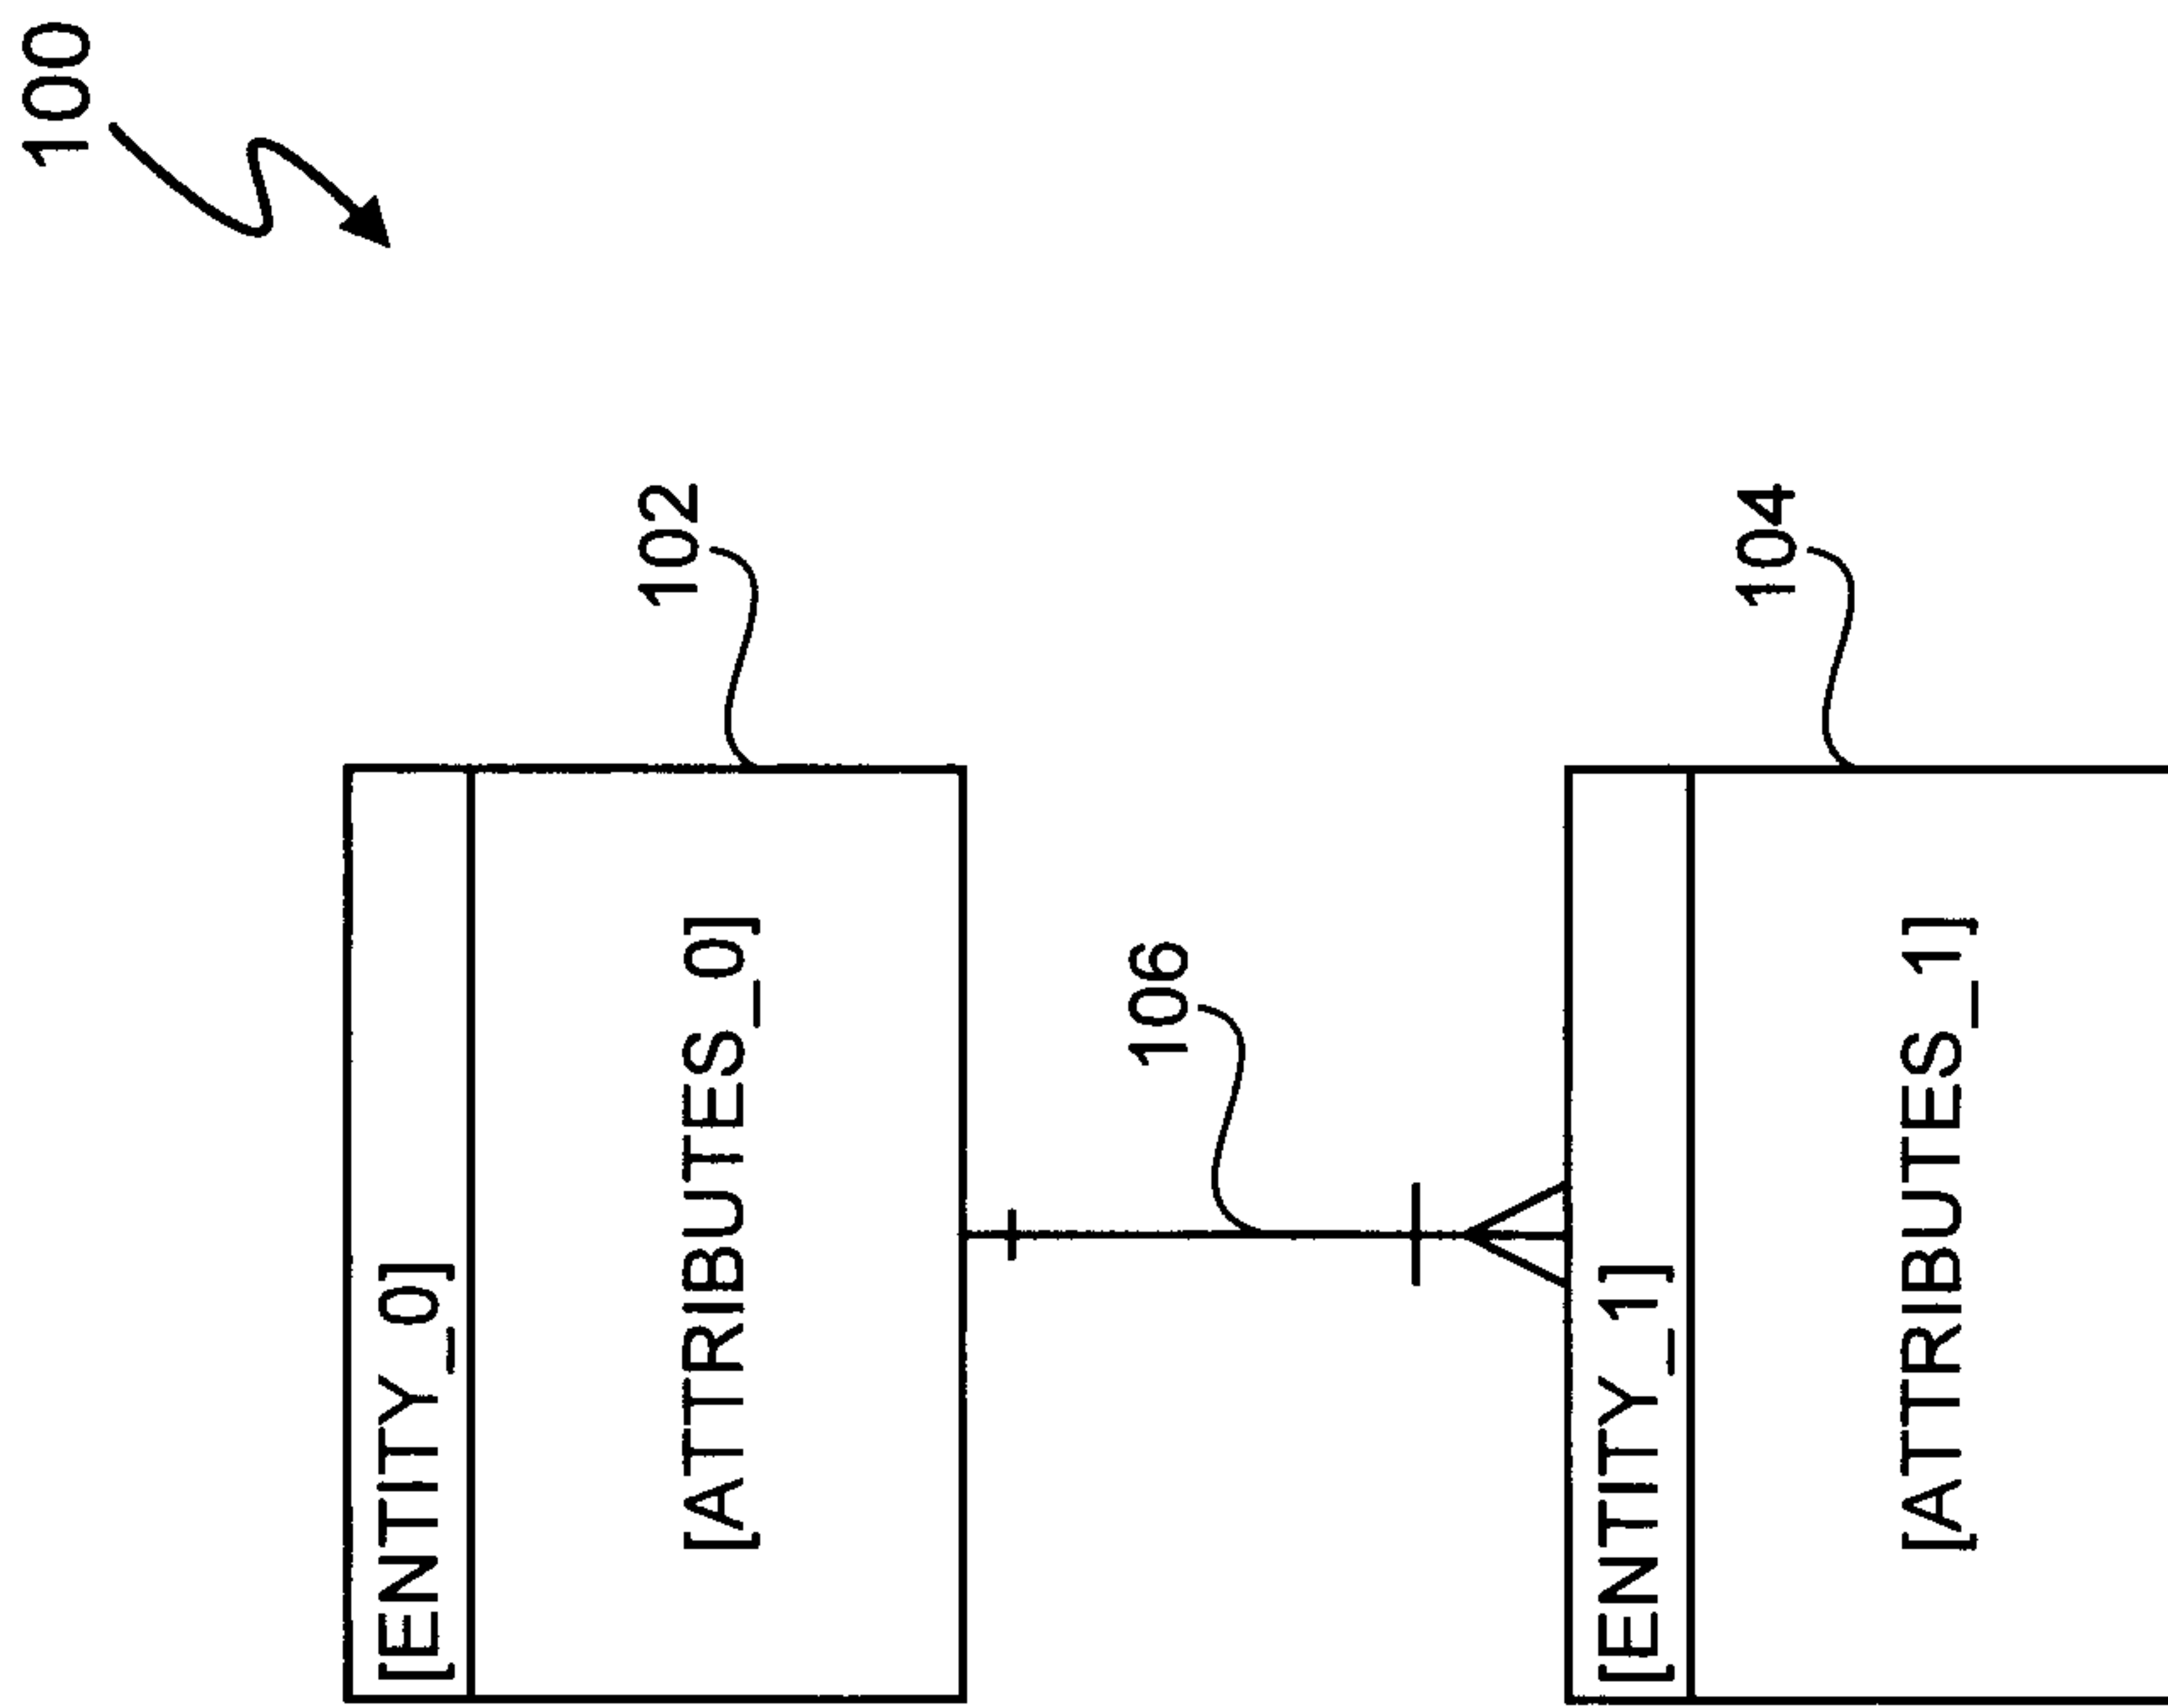 100
[ENTITY_0]
[ATTRIBUTES_0]
102
106
[ENTITY_1]
[ATTRIBUTES_1]
104